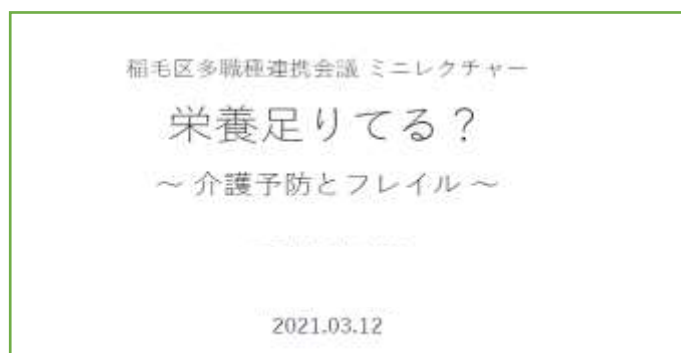 稲毛区多職種連携会議 ミニレクチャー
栄養足りてる？
～ 介護予防とフレイル ～
2021.03.12